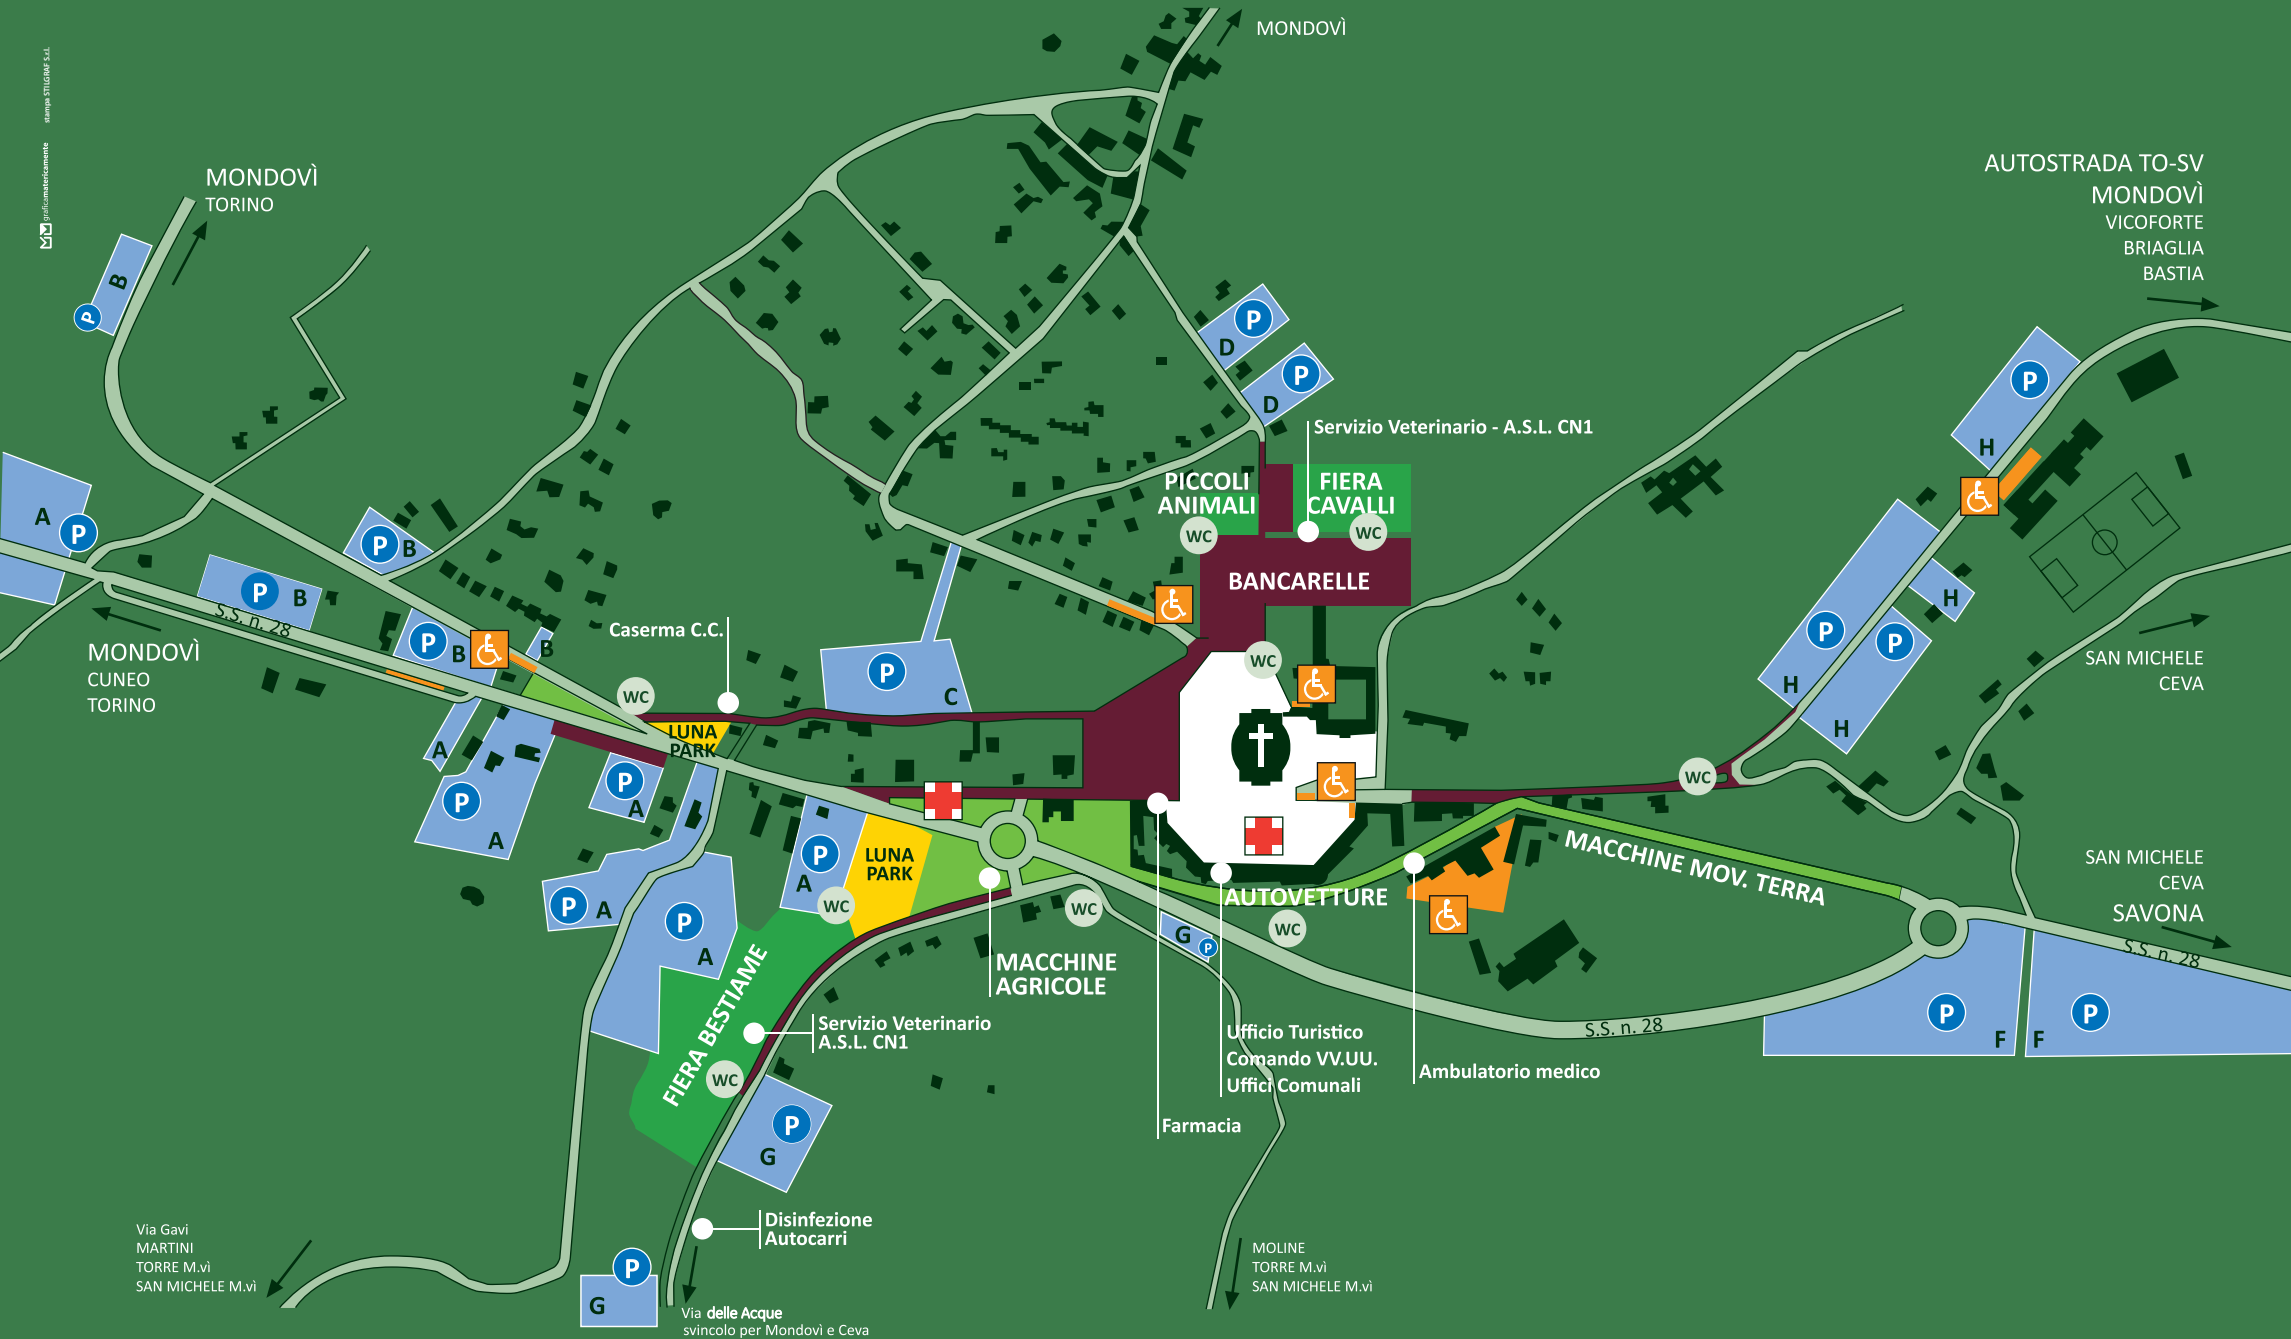 MONDOVÌ
stampa STILGRAF S.r.l.
graficamatericamente
MONDOVÌ
TORINO
AUTOSTRADA TO-SV
MONDOVÌ
VICOFORTE
BRIAGLIA
BASTIA
B
P
P
D
P
D
P
H
Servizio Veterinario - A.S.L. CN1
PICCOLI
ANIMALI
FIERA
CAVALLI
WC
WC
BANCARELLE
A
P
P
B
P
B
S.S. n. 28
P
B
B
MONDOVÌ
CUNEO
TORINO
Caserma C.C.
WC
P
C
WC
P
H
H
P
H
SAN MICHELE
CEVA
LUNA
PARK
A
P
A
P
A
WC
P
A
LUNA
PARK
WC
P
A
P
A
MACCHINE MOV. TERRA
AUTOVETTURE
WC
WC
G
P
SAN MICHELE
CEVA
SAVONA
S.S. n. 28
MACCHINE
AGRICOLE
FIERA BESTIAME
Servizio Veterinario
A.S.L. CN1
WC
Ufficio Turistico
Comando VV.UU.
Uffici Comunali
S.S. n. 28
P
F
P
F
Ambulatorio medico
Farmacia
P
G
Disinfezione
Autocarri
Via Gavi
MARTINI
TORRE M.vì
SAN MICHELE M.vì
P
G
Via delle Acque
svincolo per Mondovì e Ceva
MOLINE
TORRE M.vì
SAN MICHELE M.vì